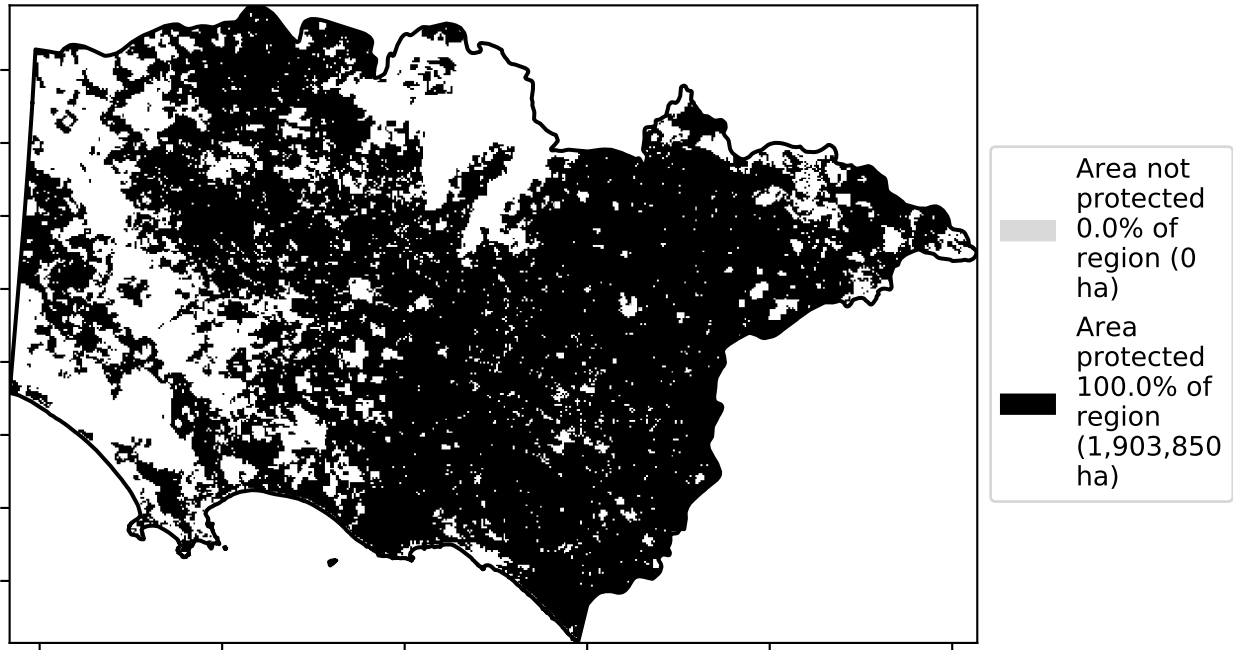 Area not
protected
0.0% of
region (0
ha)
Area
protected
100.0% of
region
(1,903,850
ha)